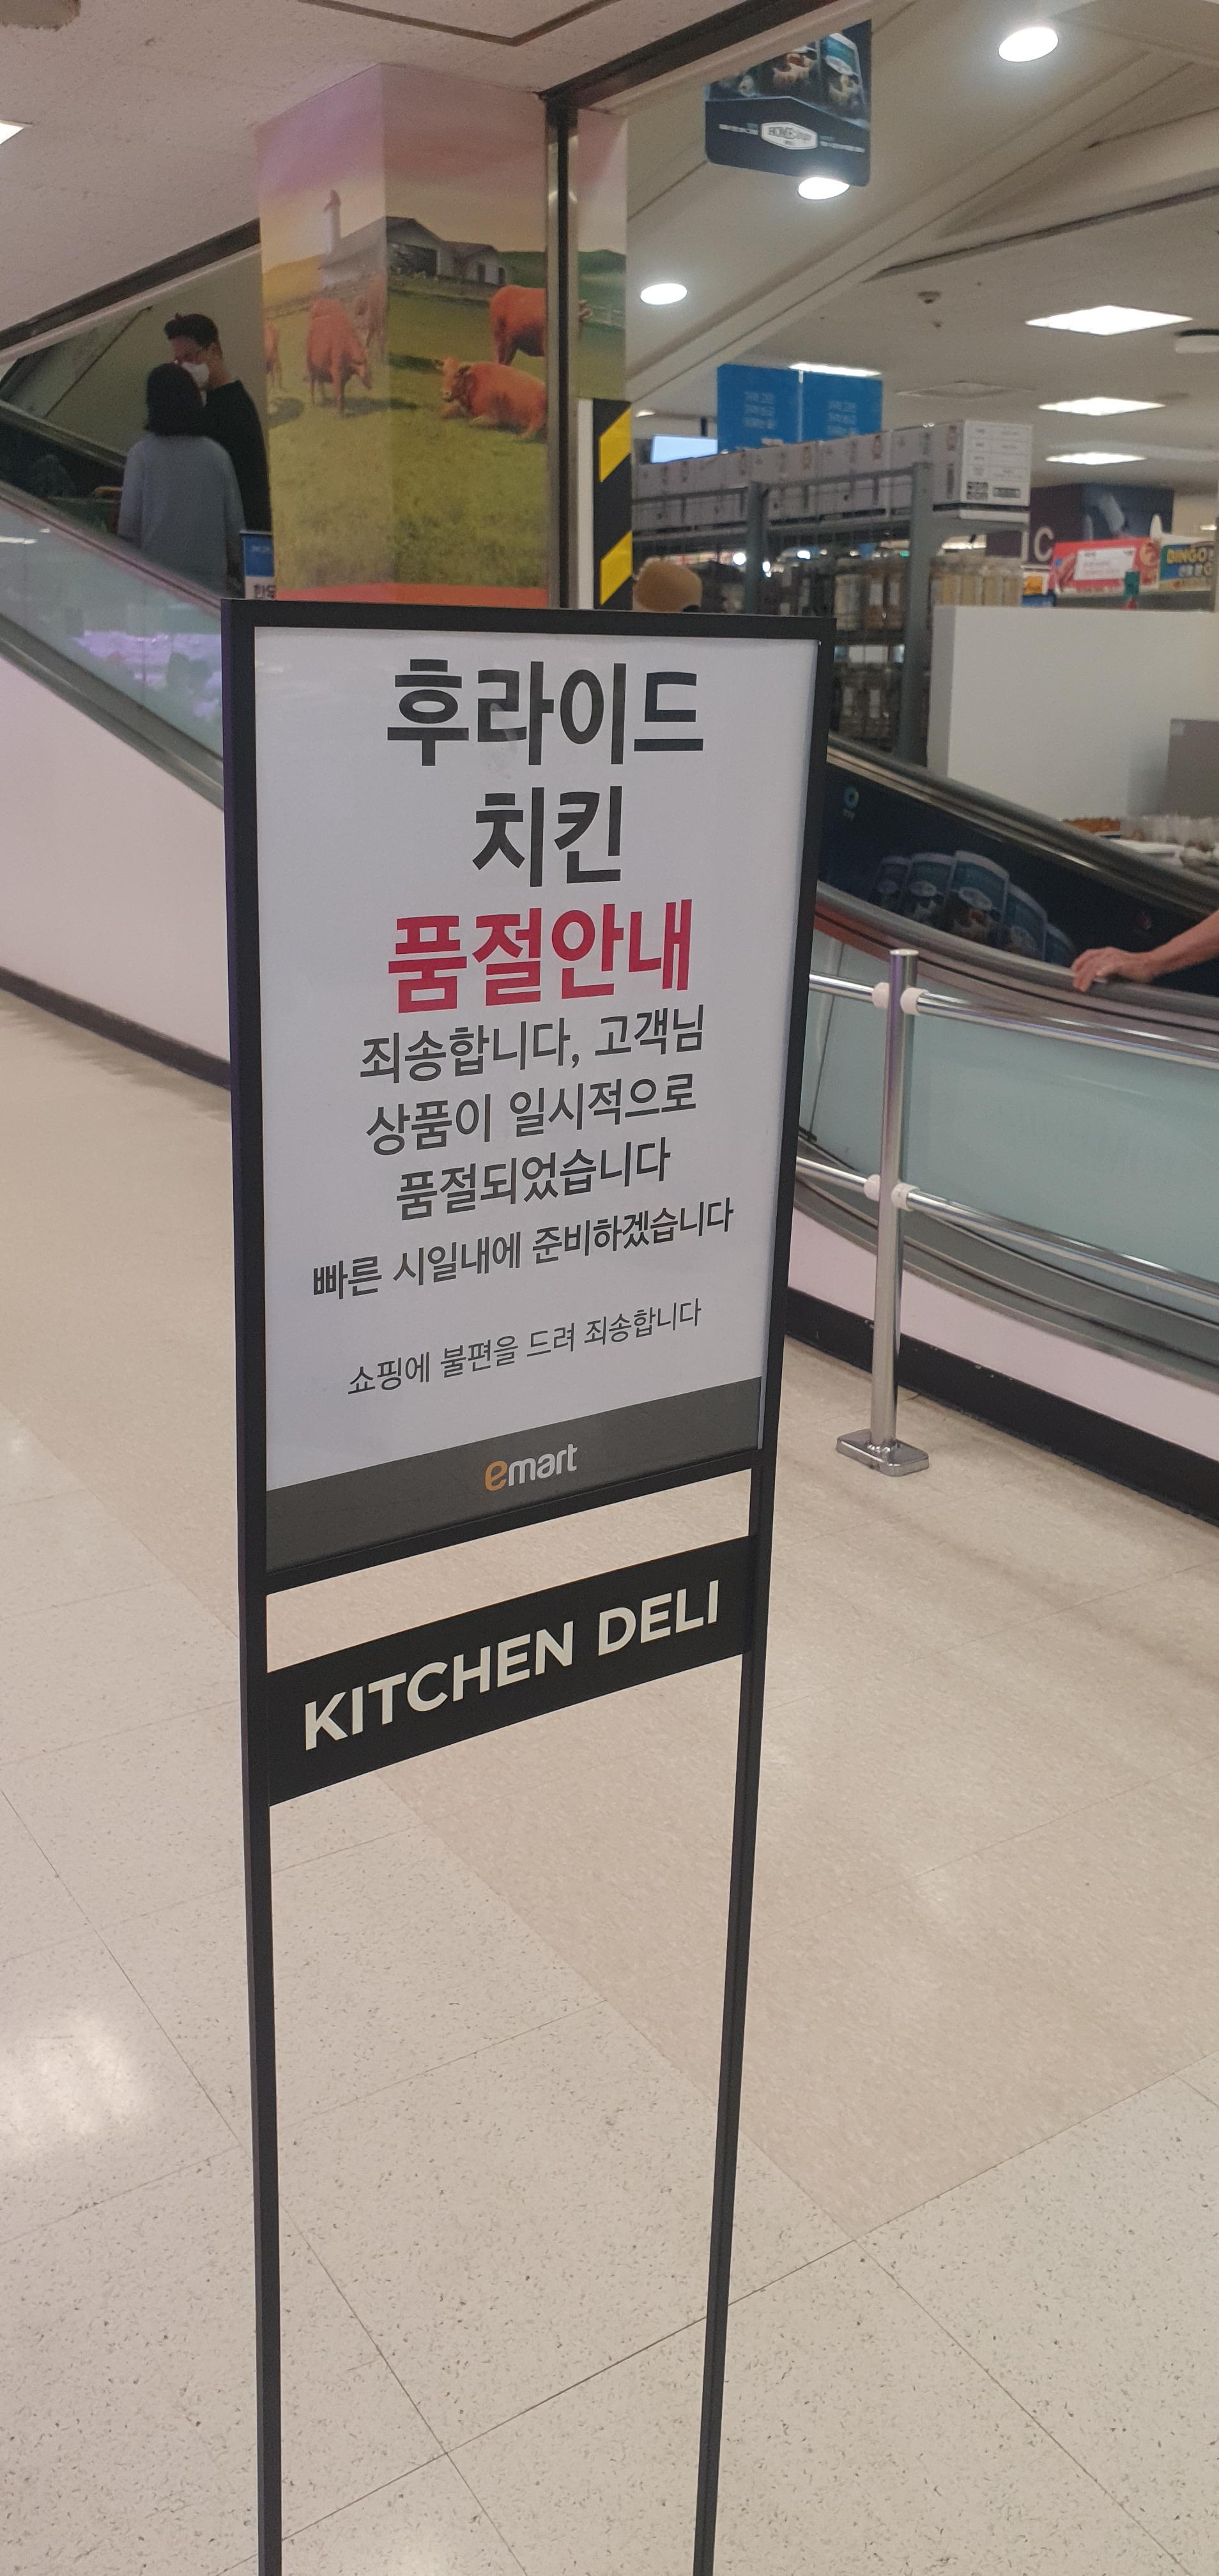 후라이드
치킨
품절안내
죄송합니다, 고객님
상품이 일시적으로
품절되었습니다
빠른 시일내에 준비하겠습니다
쇼핑에 불편을 드려 죄송합니다
emart
KITCHEN DELI
DINGO